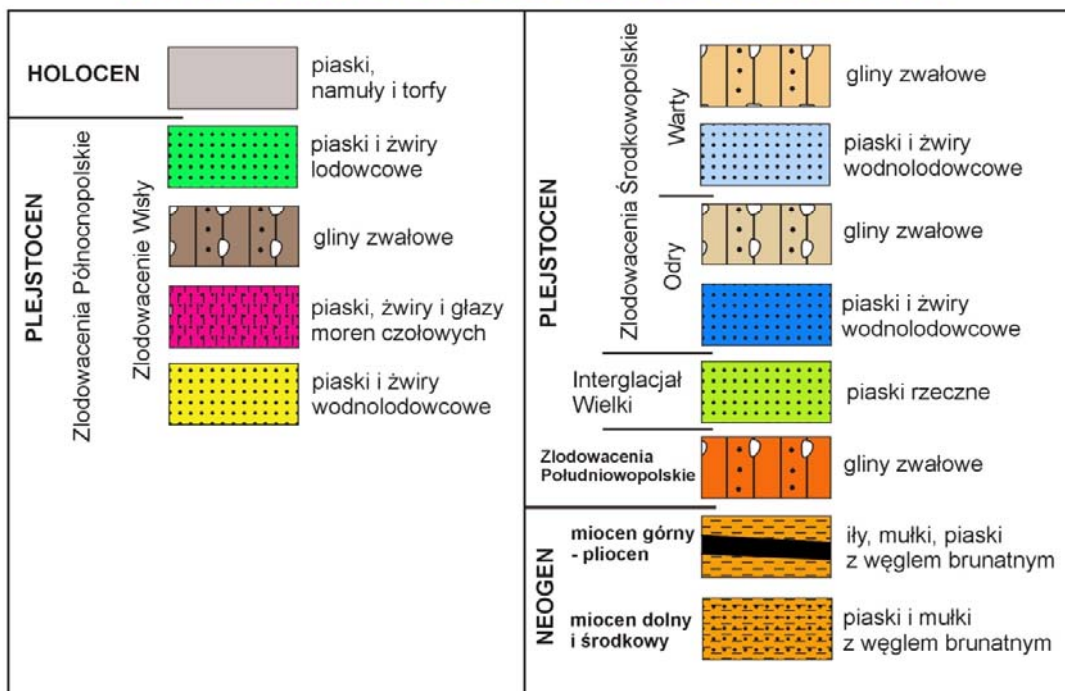 HOLOCEN
piaski,
namuły i torfy
PLEJSTOCEN
Zlodowacenia Północnopolskie
Zlodowacenie Wisły
piaski i żwiry
lodowcowe
gliny zwałowe
piaski, żwiry i głazy
moren czołowych
piaski i żwiry
wodnolodowcowe
PLEJSTOCEN
Zlodowacenia Środkowopolskie
Warty
gliny zwałowe
piaski i żwiry
wodnolodowcowe
Odry
gliny zwałowe
piaski i żwiry
wodnolodowcowe
Interglacjał
Wielki
piaski rzeczne
Zlodowacenia
Południowopolskie
gliny zwałowe
NEOGEN
miocen górny
- pliocen
iły, mułki, piaski
z węglem brunatnym
miocen dolny
i środkowy
piaski i mułki
z węglem brunatnym